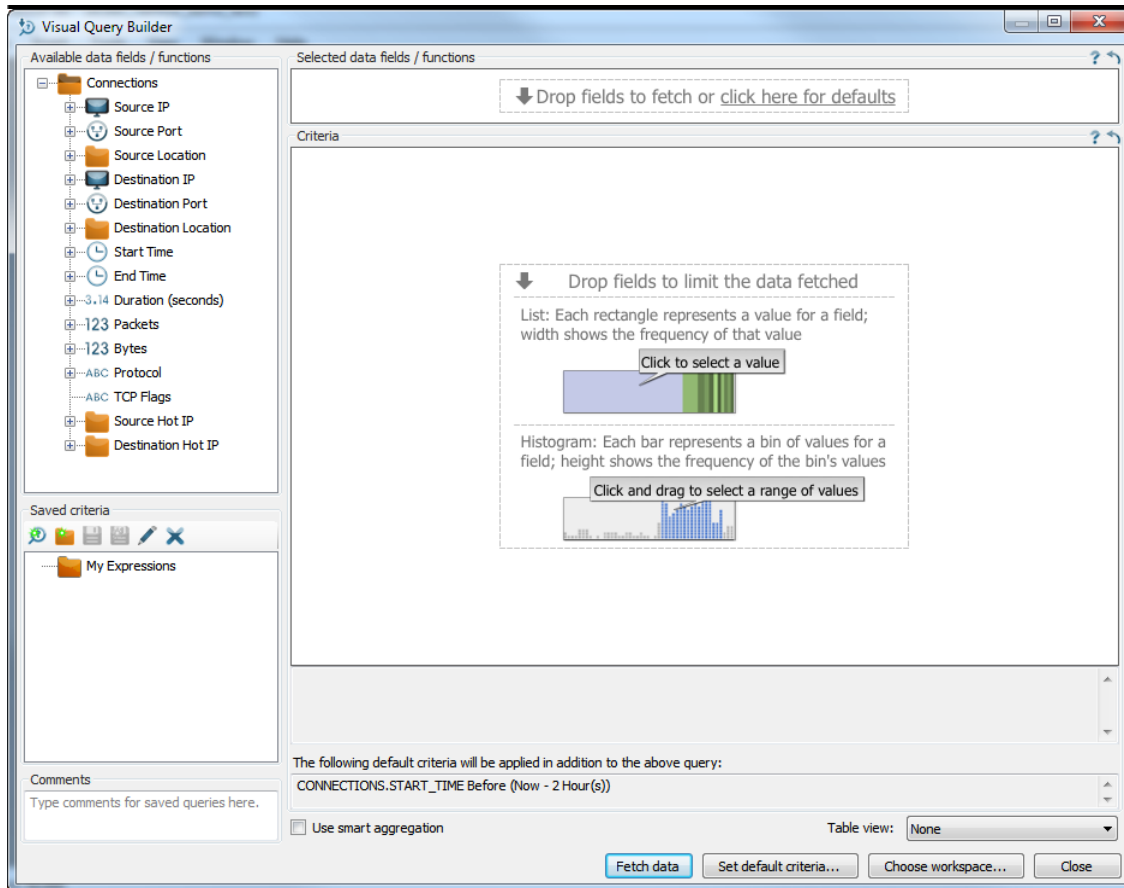 Visual Query Builder
Available data fields / functions
Connections
Source IP
Source Port
Source Location
Destination IP
Destination Port
Destination Location
Start Time
End Time
3.14 Duration (seconds)
123 Packets
123 Bytes
ABC Protocol
ABC TCP Flags
Source Hot IP
Destination Hot IP
Saved criteria
My Expressions
Comments
Type comments for saved queries here.
Selected data fields / functions
?
Drop fields to fetch or click here for defaults
Criteria
?
Drop fields to limit the data fetched
List: Each rectangle represents a value for a field;
width shows the frequency of that value
Click to select a value
Histogram: Each bar represents a bin of values for a
field; height shows the frequency of the bin's values
Click and drag to select a range of values
The following default criteria will be applied in addition to the above query:
CONNECTIONS.START_TIME Before (Now - 2 Hour(s))
Use smart aggregation
Table view: None
Fetch data
Set default criteria...
Choose workspace...
Close